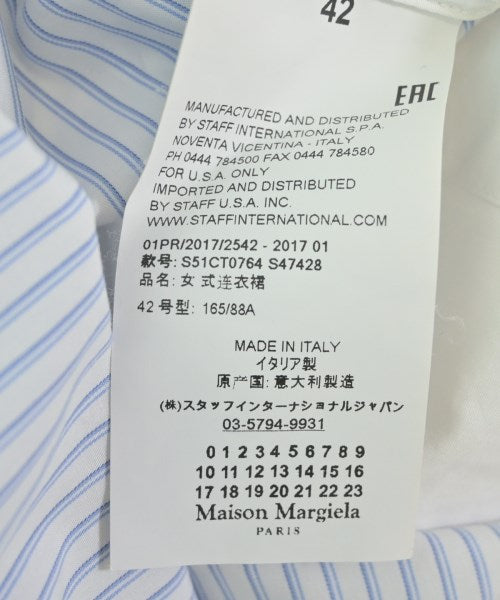 42
EAC
MANUFACTURED AND DISTRIBUTED
BY STAFF INTERNATIONAL S.P.A.
NOVENTA VICENTINA - ITALY
PH 0444 784500 FAX 0444 784580
FOR U.S.A. ONLY
IMPORTED AND DISTRIBUTED
BY STAFF U.S.A. INC.
WWW.STAFFINTERNATIONAL.COM
01PR/2017/2542 - 2017 01
款号: S51CT0764 S47428
品名: 女 式连衣裙
42 号型: 165/88A
MADE IN ITALY
イタリア製
原产国: 意大利製造
(株)スタッフインターナショナルジャパン
03-5794-9931
0 1 2 3 4 5 6 7 8 9
10 11 12 13 14 15 16
17 18 19 20 21 22 23
Maison Margiela
PARIS